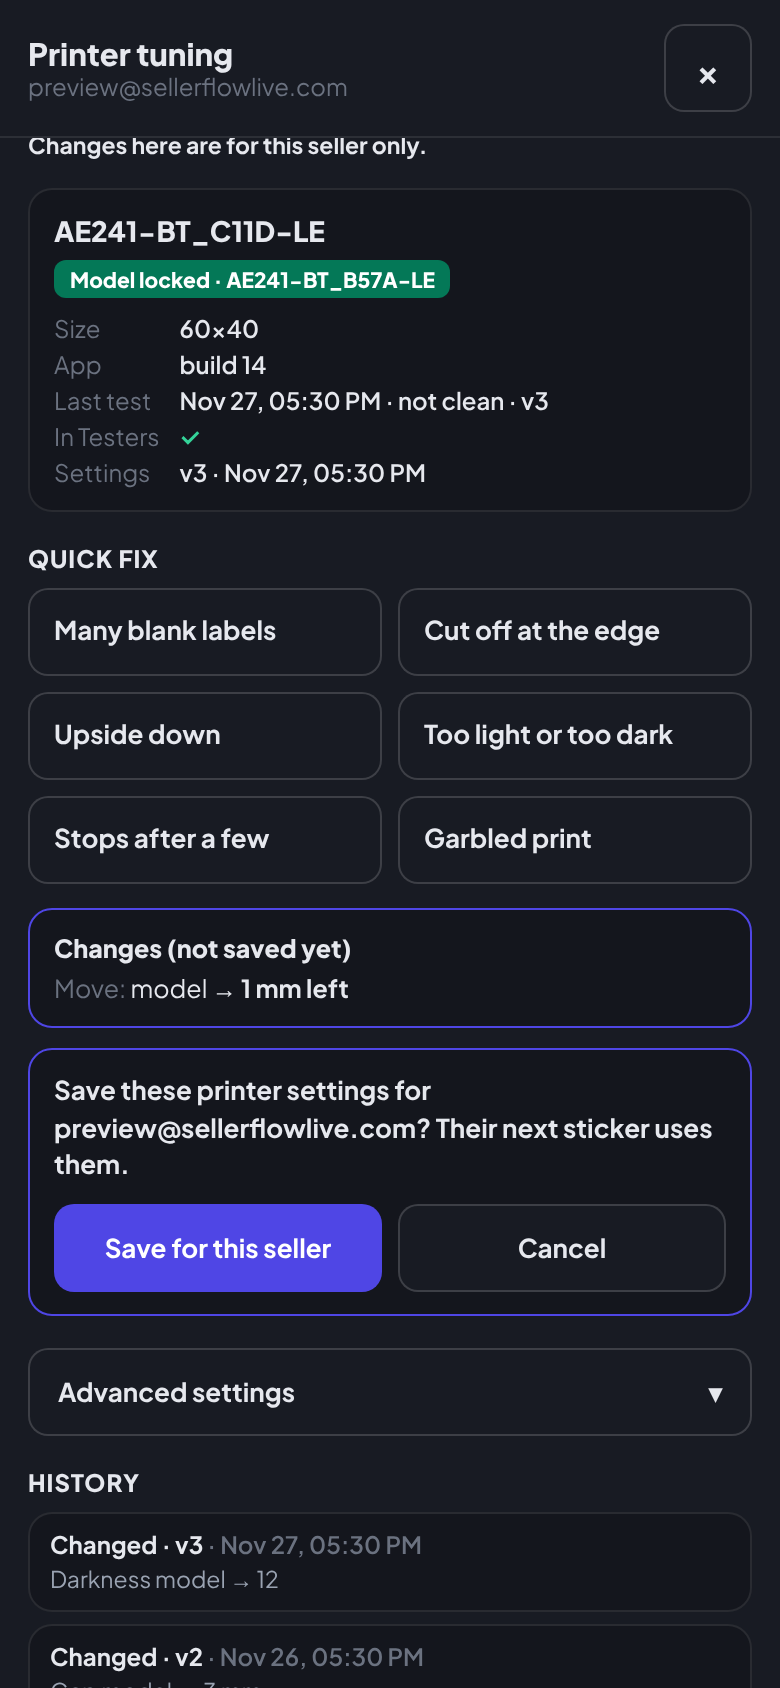 Printer tuning
preview@sellerflowlive.com
×
Changes here are for this seller only.
AE241-BT_C11D-LE
Model locked · AE241-BT_B57A-LE
Size 60×40
App build 14
Last test Nov 27, 05:30 PM · not clean · v3
In Testers ✓
Settings v3 · Nov 27, 05:30 PM
QUICK FIX
Many blank labels
Cut off at the edge
Upside down
Too light or too dark
Stops after a few
Garbled print
Changes (not saved yet)
Move: model → 1 mm left
Save these printer settings for
preview@sellerflowlive.com? Their next sticker uses
them.
Save for this seller
Cancel
Advanced settings ▼
HISTORY
Changed · v3 · Nov 27, 05:30 PM
Darkness model → 12
Changed · v2 · Nov 26, 05:30 PM